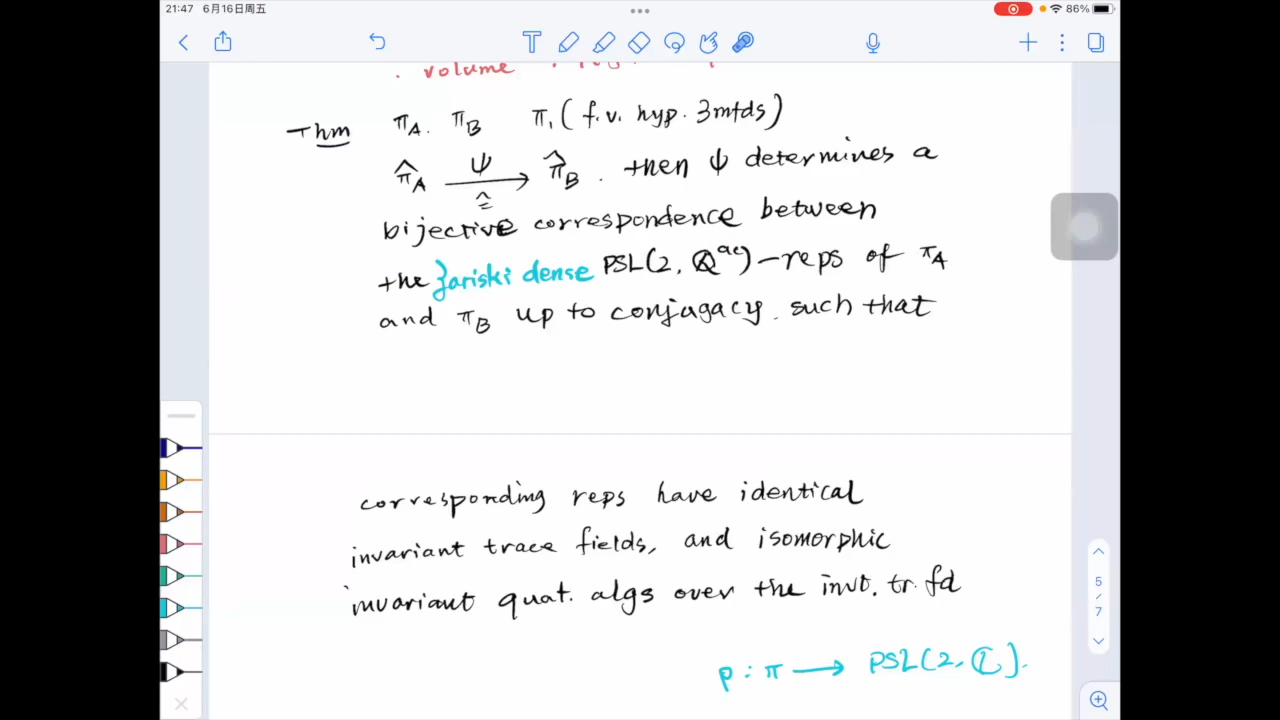 21:47 6月16日周五
86%
volume
Thm π_A. π_B π_1 ( f.v. hyp. 3mfds )
π̂_A —Ψ/≅→ π̂_B. then ψ determines a
bijective correspondence between
the Zariski dense PSL(2, Q^ac) - reps of π_A
and π_B up to conjugacy. such that
5
/
7
corresponding reps have identical
invariant trace fields, and isomorphic
invariant quat. algs over the invt. tr. fd
ρ : π ⟶ PSL(2, ℂ).